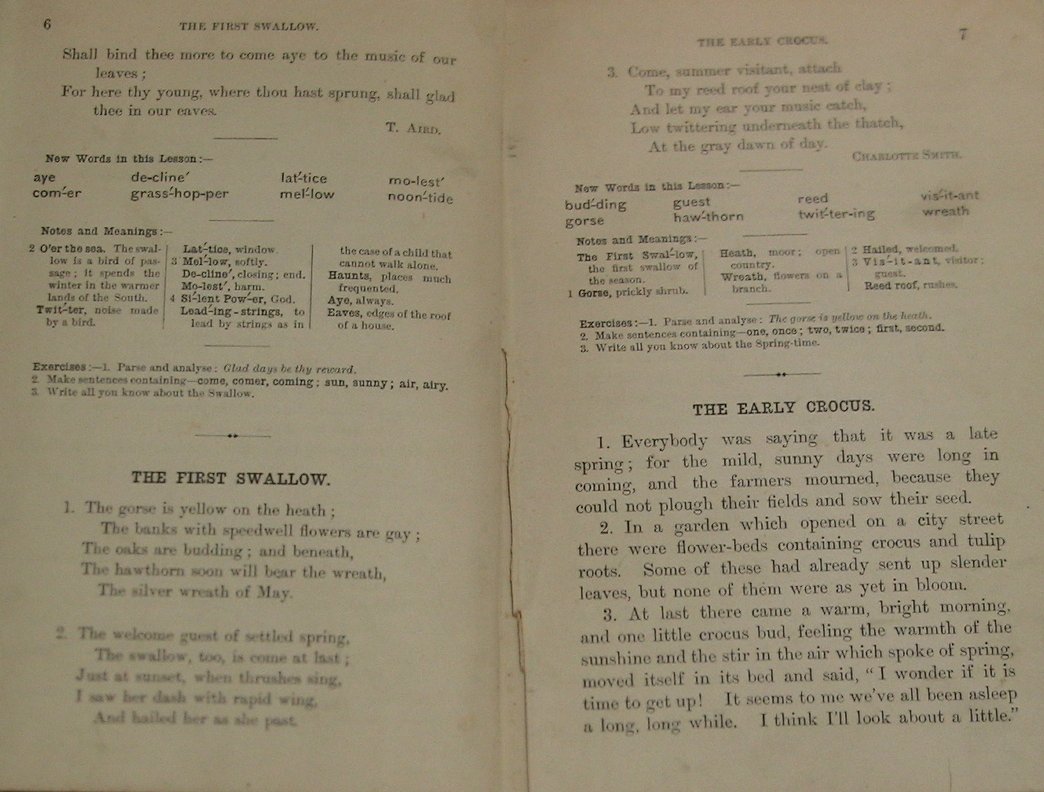 6
THE FIRST SWALLOW.
Shall bind thee more to come aye to the music of our
leaves ;
For here thy young, where thou hast sprung, shall glad
thee in our eaves.
T. AIRD.
New Words in this Lesson:—
aye de-cline′ lat′-tice mo-lest′
com′-er grass′-hop-per mel′-low noon′-tide
Notes and Meanings:—
2 O'er the sea. The swal-
low is a bird of pas-
sage ; it spends the
winter in the warmer
lands of the South.
Twit′-ter, noise made
by a bird.
Lat′-tice, window.
3 Mel′-low, softly.
De-cline′, closing; end.
Mo-lest′, harm.
4 Si′-lent Pow′-er, God.
Lead′-ing-strings, to
lead by strings as in
the case of a child that
cannot walk alone.
Haunts, places much
frequented.
Aye, always.
Eaves, edges of the roof
of a house.
Exercises:—1. Parse and analyse: Glad days be thy reward.
2. Make sentences containing—come, comer, coming; sun, sunny; air, airy.
3. Write all you know about the Swallow.
THE FIRST SWALLOW.
1. The gorse is yellow on the heath ;
The banks with speedwell flowers are gay ;
The oaks are budding ; and beneath,
The hawthorn soon will bear the wreath,
The silver wreath of May.
2. The welcome guest of settled spring,
The swallow, too, is come at last ;
Just at sunset, when thrushes sing,
I saw her dash with rapid wing,
And hailed her as she past.
THE EARLY CROCUS.
7
3. Come, summer visitant, attach
To my reed roof your nest of clay ;
And let my ear your music catch,
Low twittering underneath the thatch,
At the gray dawn of day.
CHARLOTTE SMITH.
New Words in this Lesson:—
bud′-ding guest reed vis′-it-ant
gorse haw′-thorn twit′-ter-ing wreath
Notes and Meanings:—
The First Swal′-low,
the first swallow of
the season.
1 Gorse, prickly shrub.
Heath, moor; open
country.
Wreath, flowers on a
branch.
2 Hailed, welcomed.
3 Vis′-it-ant, visitor;
guest.
Reed roof, rushes.
Exercises:—1. Parse and analyse: The gorse is yellow on the heath.
2. Make sentences containing—one, once; two, twice; first, second.
3. Write all you know about the Spring-time.
THE EARLY CROCUS.
1. Everybody was saying that it was a late
spring; for the mild, sunny days were long in
coming, and the farmers mourned, because they
could not plough their fields and sow their seed.
2. In a garden which opened on a city street
there were flower-beds containing crocus and tulip
roots. Some of these had already sent up slender
leaves, but none of them were as yet in bloom.
3. At last there came a warm, bright morning,
and one little crocus bud, feeling the warmth of the
sunshine and the stir in the air which spoke of spring,
moved itself in its bed and said, “I wonder if it is
time to get up! It seems to me we've all been asleep
a long, long while. I think I'll look about a little.”